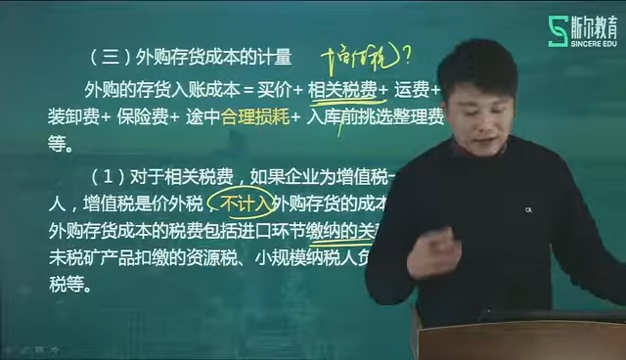 斯尔教育
SINCERE EDU
（三）外购存货成本的计量 增值税？
外购的存货入账成本＝买价+ 相关税费+ 运费+
装卸费+ 保险费+ 途中合理损耗+ 入库前挑选整理费
等。
（1）对于相关税费，如果企业为增值税一
人，增值税是价外税，不计入外购存货的成本
外购存货成本的税费包括进口环节缴纳的关
未税矿产品扣缴的资源税、小规模纳税人负
税等。